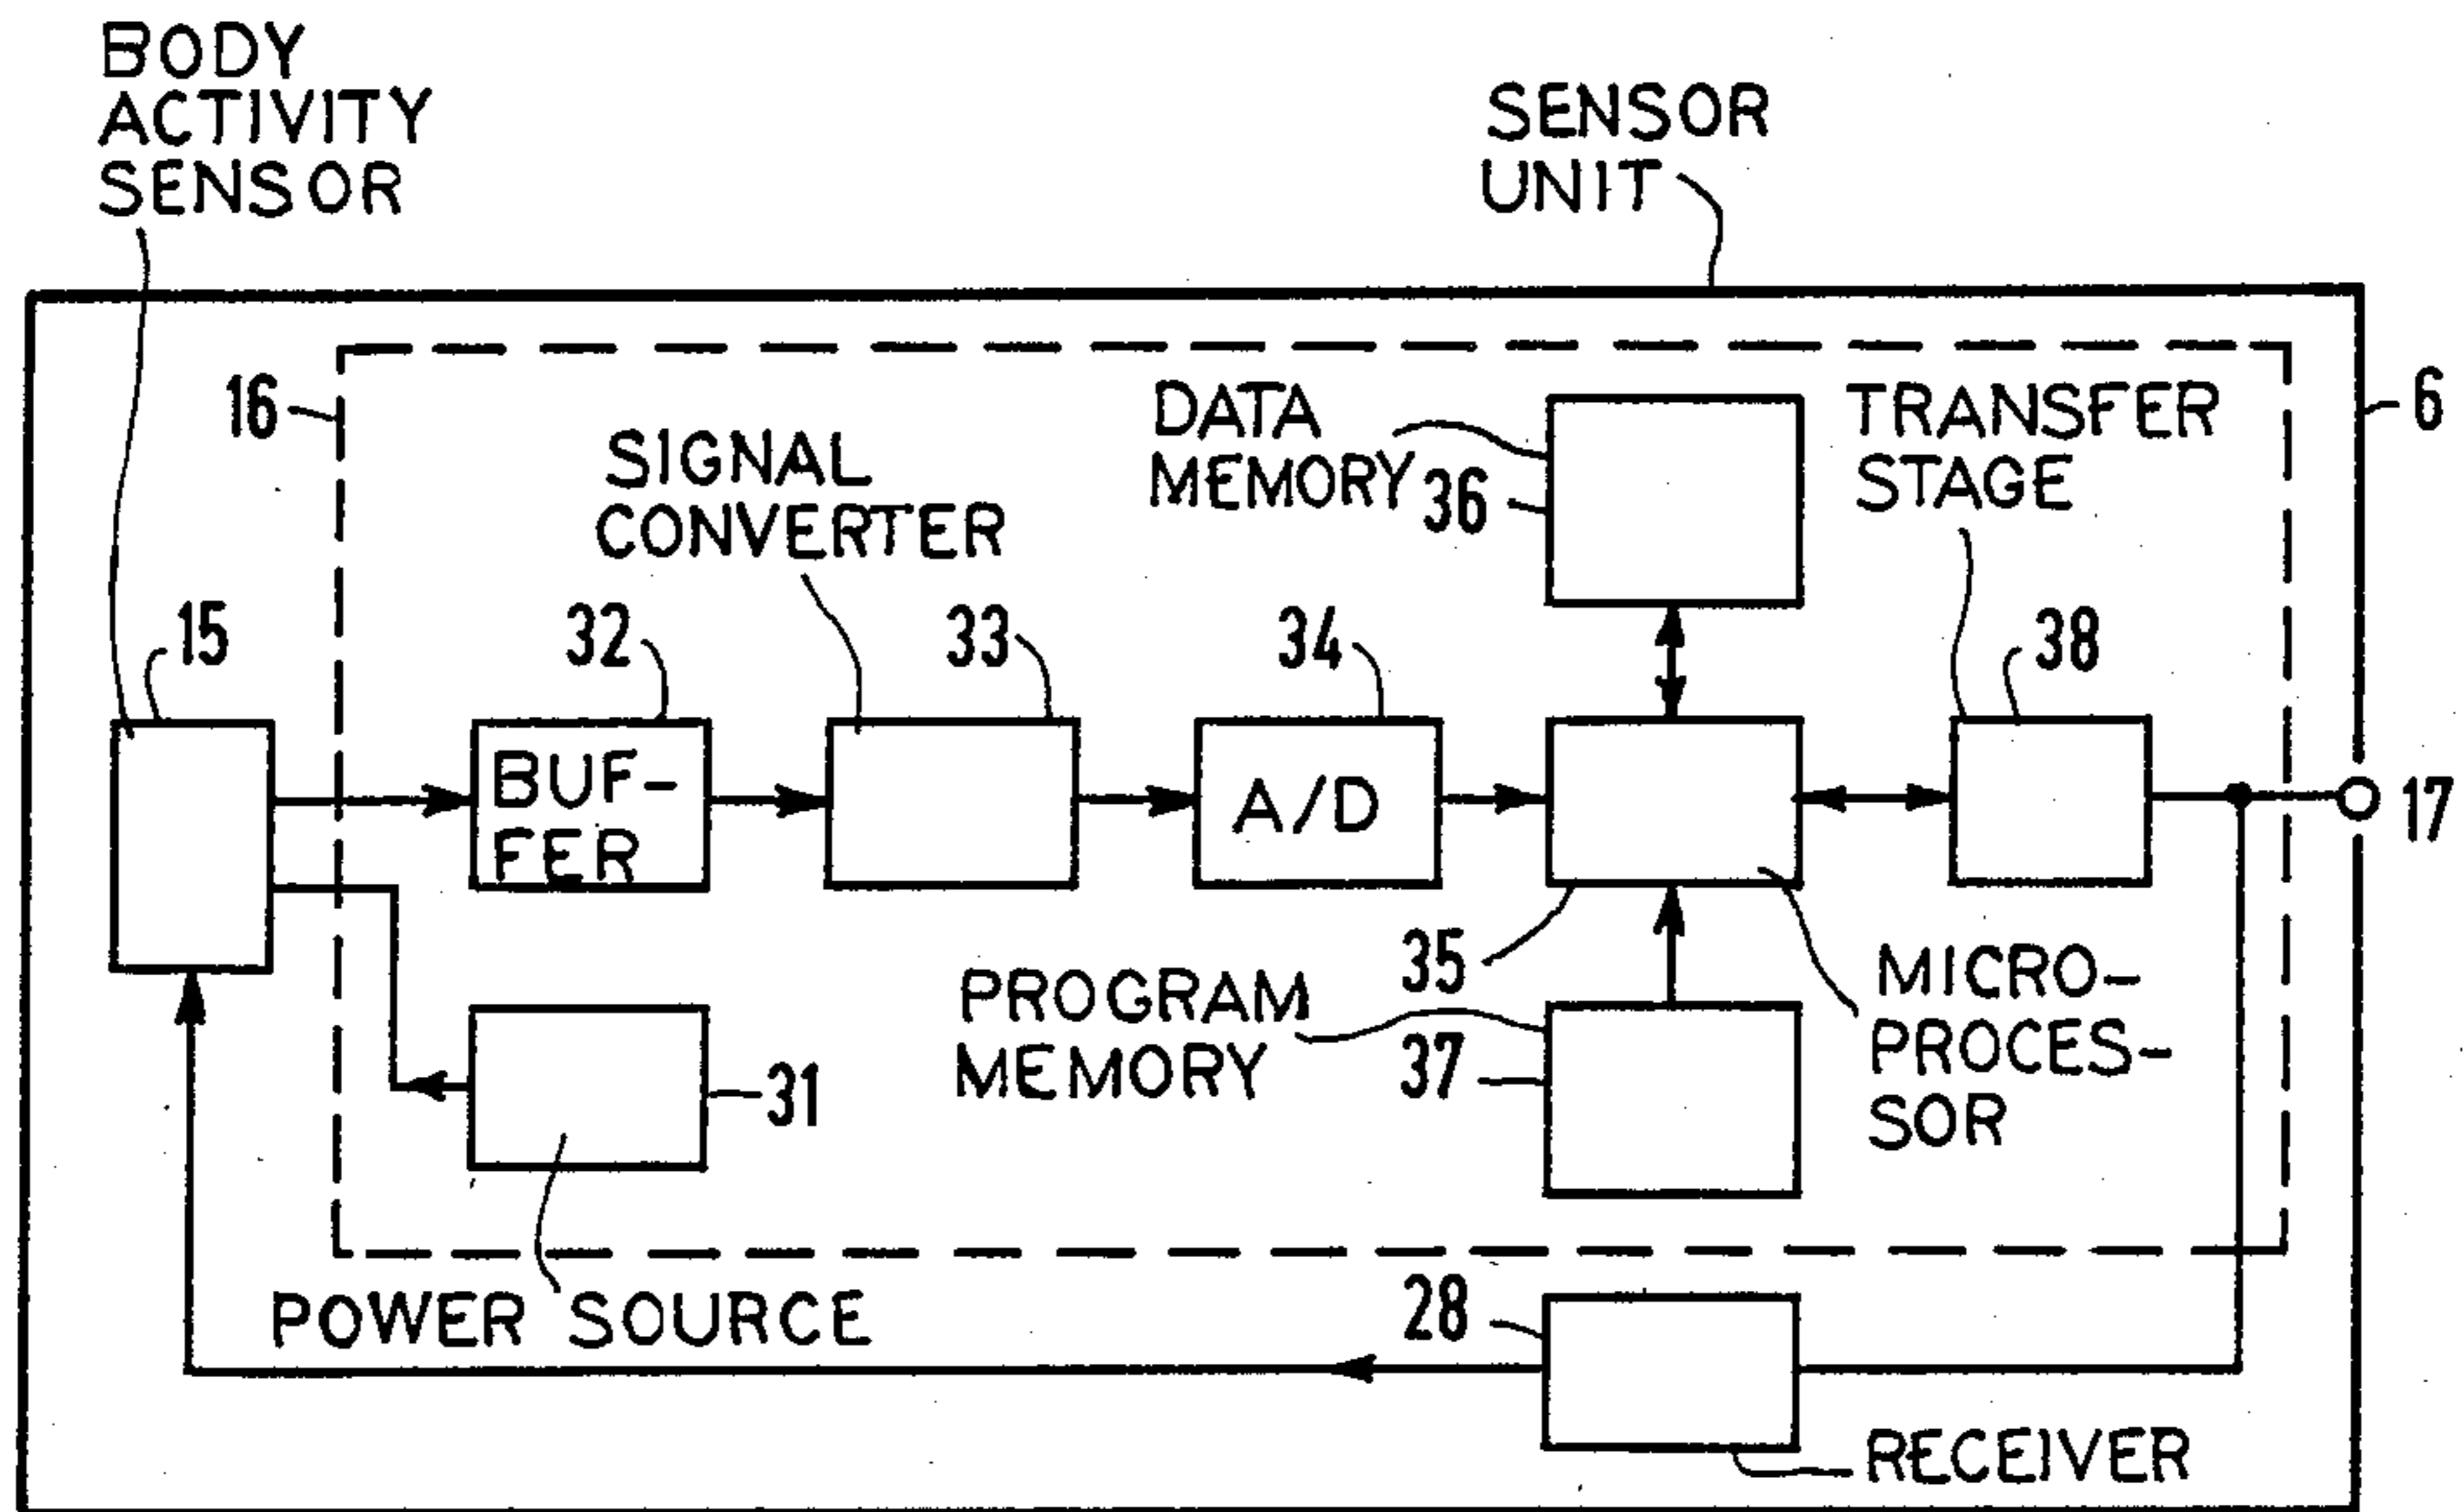 BODY
ACTIVITY
SENSOR
SENSOR
UNIT
16
6
DATA
MEMORY
36
TRANSFER
STAGE
SIGNAL
CONVERTER
15
32
33
34
38
BUF-
FER
A/D
17
35
MICRO-
PROCES-
SOR
PROGRAM
MEMORY
37
31
POWER SOURCE
28
RECEIVER